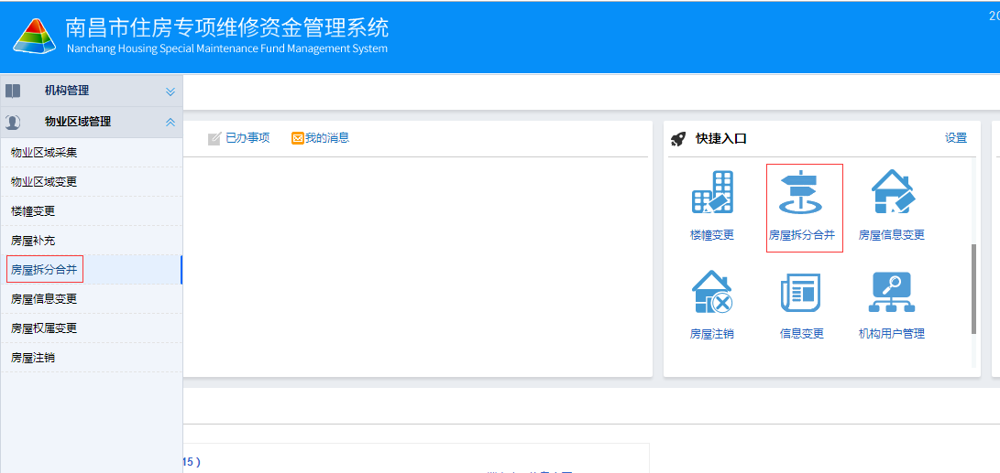 南昌市住房专项维修资金管理系统
Nanchang Housing Special Maintenance Fund Management System
20
机构管理
物业区域管理
物业区域采集
物业区域变更
楼幢变更
房屋补充
房屋拆分合并
房屋信息变更
房屋权属变更
房屋注销
已办事项
我的消息
快捷入口
设置
楼幢变更
房屋拆分合并
房屋信息变更
房屋注销
信息变更
机构用户管理
15 )